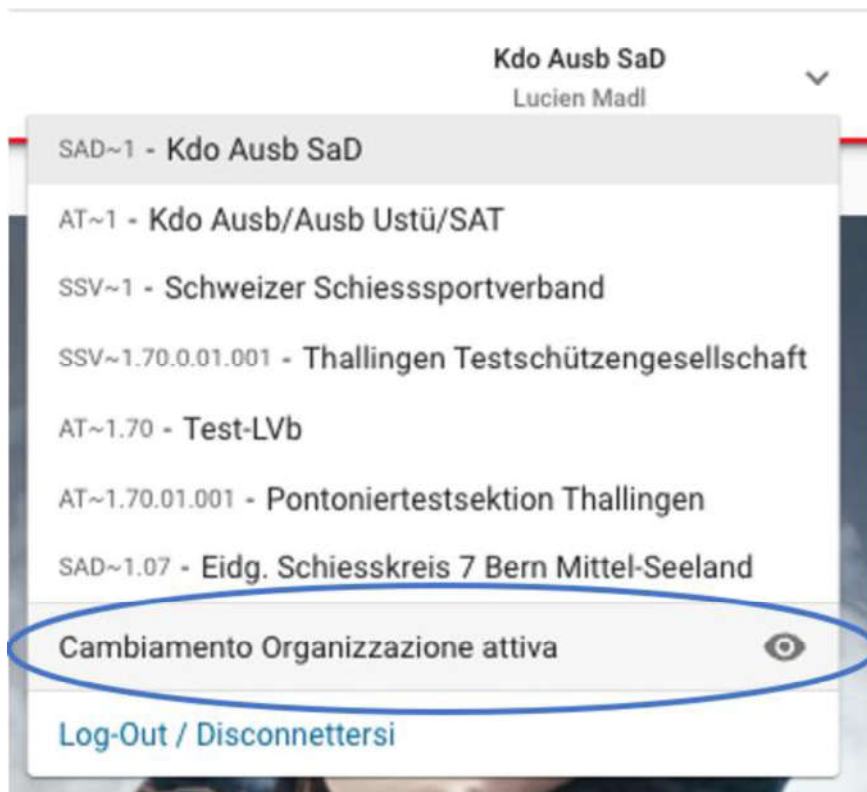 Kdo Ausb SaD
Lucien Madl
SAD~1 - Kdo Ausb SaD
AT~1 - Kdo Ausb/Ausb Ustü/SAT
SSV~1 - Schweizer Schiesssportverband
SSV~1.70.0.01.001 - Thallingen Testschützengesellschaft
AT~1.70 - Test-LVb
AT~1.70.01.001 - Pontoniertestsektion Thallingen
SAD~1.07 - Eidg. Schiesskreis 7 Bern Mittel-Seeland
Cambiamento Organizzazione attiva
Log-Out / Disconnettersi